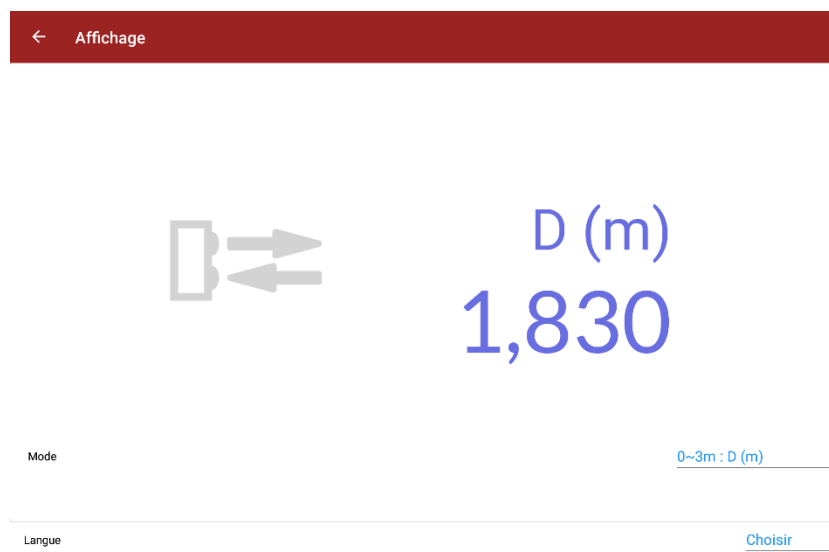 Affichage
D (m)
1,830
Mode
0~3m : D (m)
Langue
Choisir